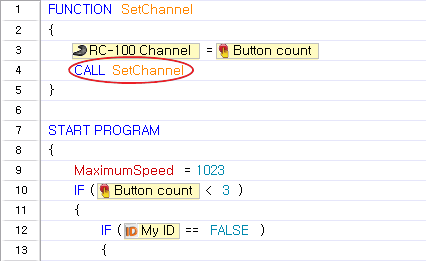 1 FUNCTION SetChannel
2 {
3 RC-100 Channel = Button count
4 CALL SetChannel
5 }
6
7 START PROGRAM
8 {
9 MaximumSpeed = 1023
10 IF ( Button count < 3 )
11 {
12 IF ( ID My ID == FALSE )
13 {